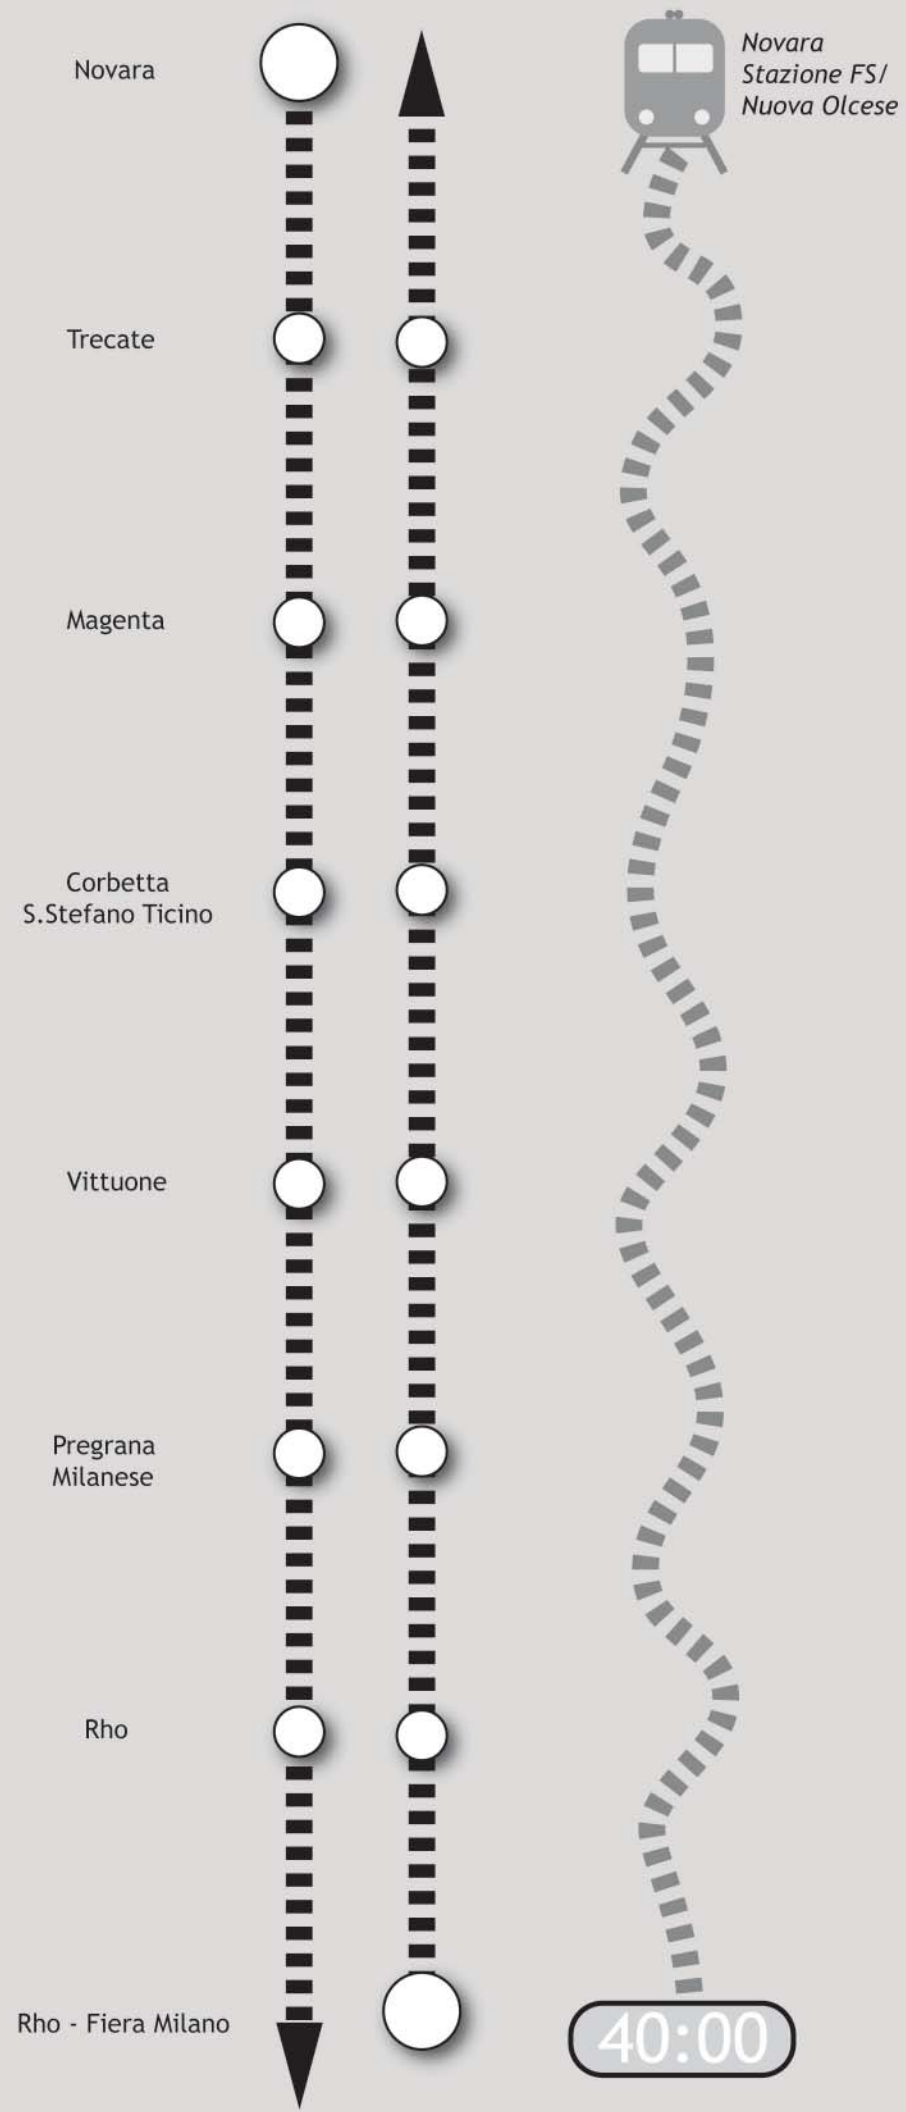 Novara
Novara
Stazione FS/
Nuova Olcese
Trecate
Magenta
Corbetta
S.Stefano Ticino
Vittuone
Pregrana
Milanese
Rho
Rho - Fiera Milano
40:00